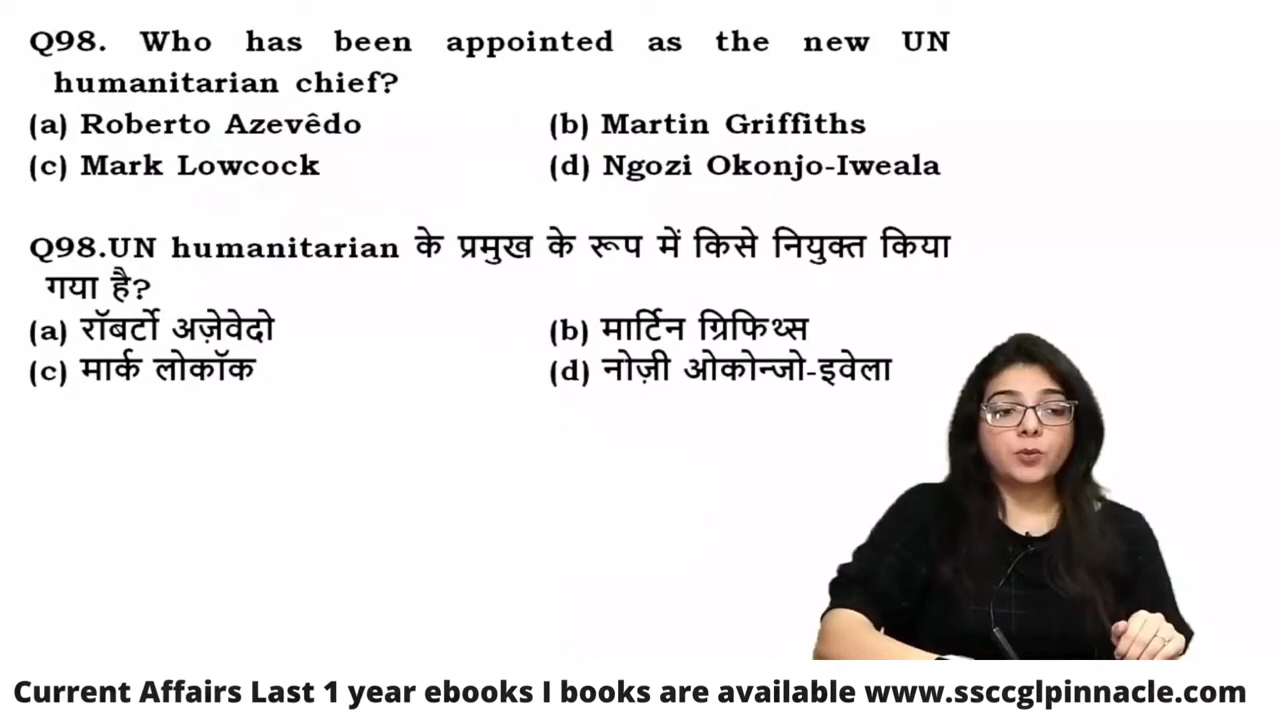 Q98. Who has been appointed as the new UN
humanitarian chief?
(a) Roberto Azevêdo (b) Martin Griffiths
(c) Mark Lowcock (d) Ngozi Okonjo-Iweala
Q98.UN humanitarian के प्रमुख के रूप में किसे नियुक्त किया
गया है?
(a) रॉबर्टो अज़ेवेदो (b) मार्टिन ग्रिफिथ्स
(c) मार्क लोकॉक (d) नोज़ी ओकोन्जो-इवेला
Current Affairs Last 1 year ebooks I books are available www.ssccglpinnacle.com